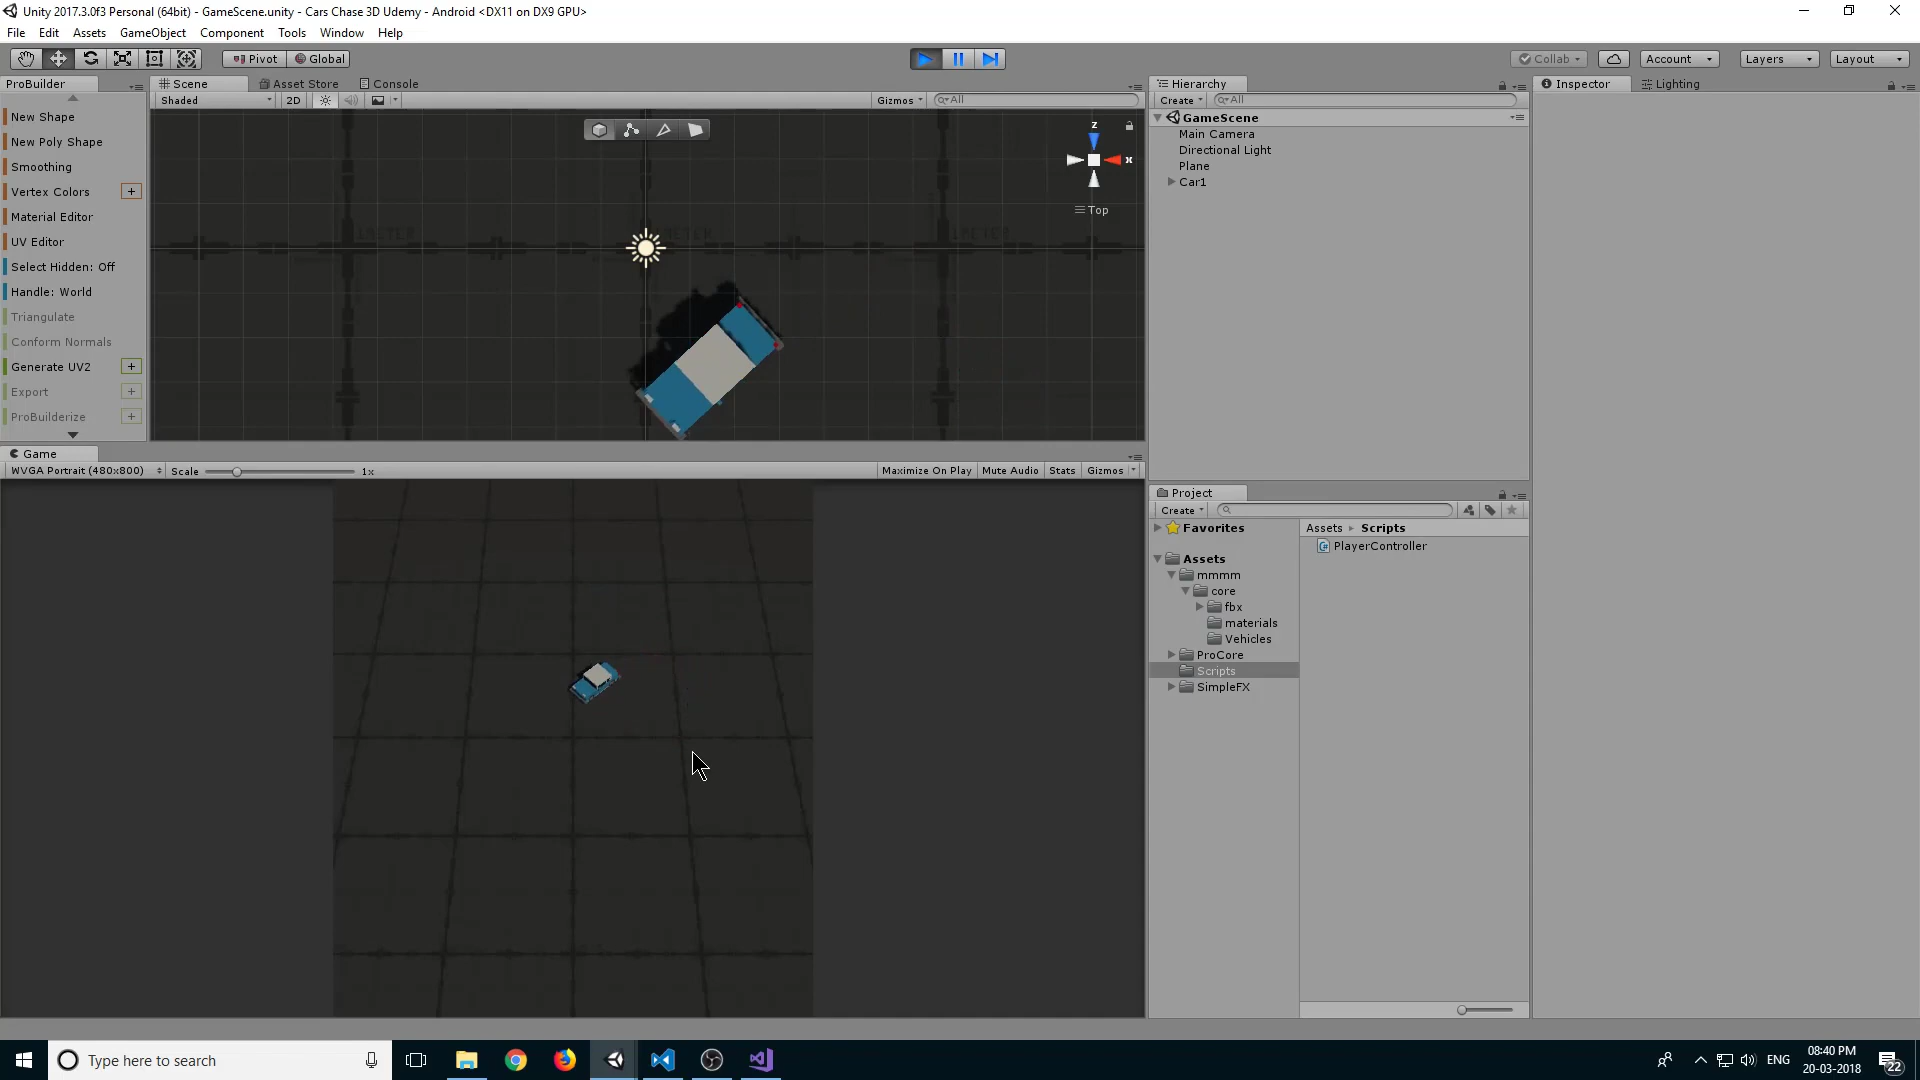 Unity 2017.3.0f3 Personal (64bit) - GameScene.unity - Cars Chase 3D Udemy - Android <DX11 on DX9 GPU>
File Edit Assets GameObject Component Tools Window Help
Pivot Global Collab Account Layers Layout
ProBuilder Scene Asset Store Console Hierarchy Inspector Lighting
Shaded 2D Gizmos All Create All
New Shape
New Poly Shape
Smoothing
Vertex Colors +
Material Editor
UV Editor
Select Hidden: Off
Handle: World
Triangulate
Conform Normals
Generate UV2 +
Export +
ProBuilderize +
z
x
Top
GameScene
Main Camera
Directional Light
Plane
Car1
Game
WVGA Portrait (480x800) Scale 1x Maximize On Play Mute Audio Stats Gizmos
Project
Create
Favorites
Assets
mmmm
core
fbx
materials
Vehicles
ProCore
Scripts
SimpleFX
Assets Scripts
PlayerController
Type here to search
ENG
08:40 PM
20-03-2018
22